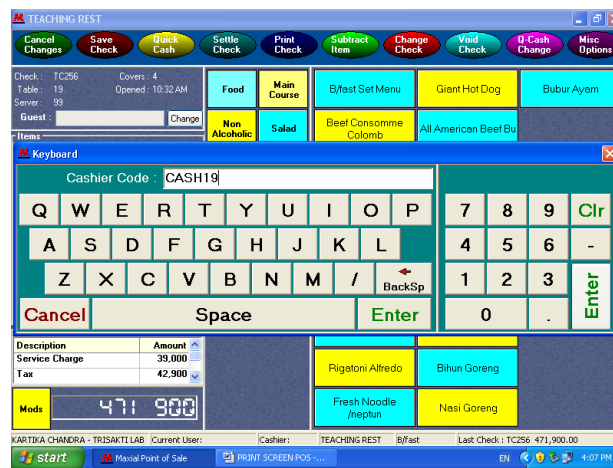 TEACHING REST
Cancel Changes
Save Check
Quick Cash
Settle Check
Print Check
Subtract Item
Change Check
Void Check
Q-Cash Change
Misc Options
Check : TC256 Covers : 4
Table : 19 Opened : 10:32 AM
Server : 99
Guest : Change
Items
Food
Main Course
B/fast Set Menu
Giant Hot Dog
Bubur Ayam
Non Alcoholic
Salad
Beef Consomme Colomb
All American Beef Bu
Keyboard
Cashier Code : CASH19
Q W E R T Y U I O P 7 8 9 Clr
A S D F G H J K L 4 5 6 -
Z X C V B N M / BackSp 1 2 3 Enter
Cancel Space Enter 0 .
Description Amount
Service Charge 39,000
Tax 42,900
Mods 471 900
Rigatoni Alfredo
Bihun Goreng
Fresh Noodle /neptun
Nasi Goreng
KARTIKA CHANDRA - TRISAKTI LAB Current User: Cashier: TEACHING REST B/fast Last Check : TC256 471,900.00
start Maxial Point of Sale PRINT SCREEN POS -... EN 4:07 PM